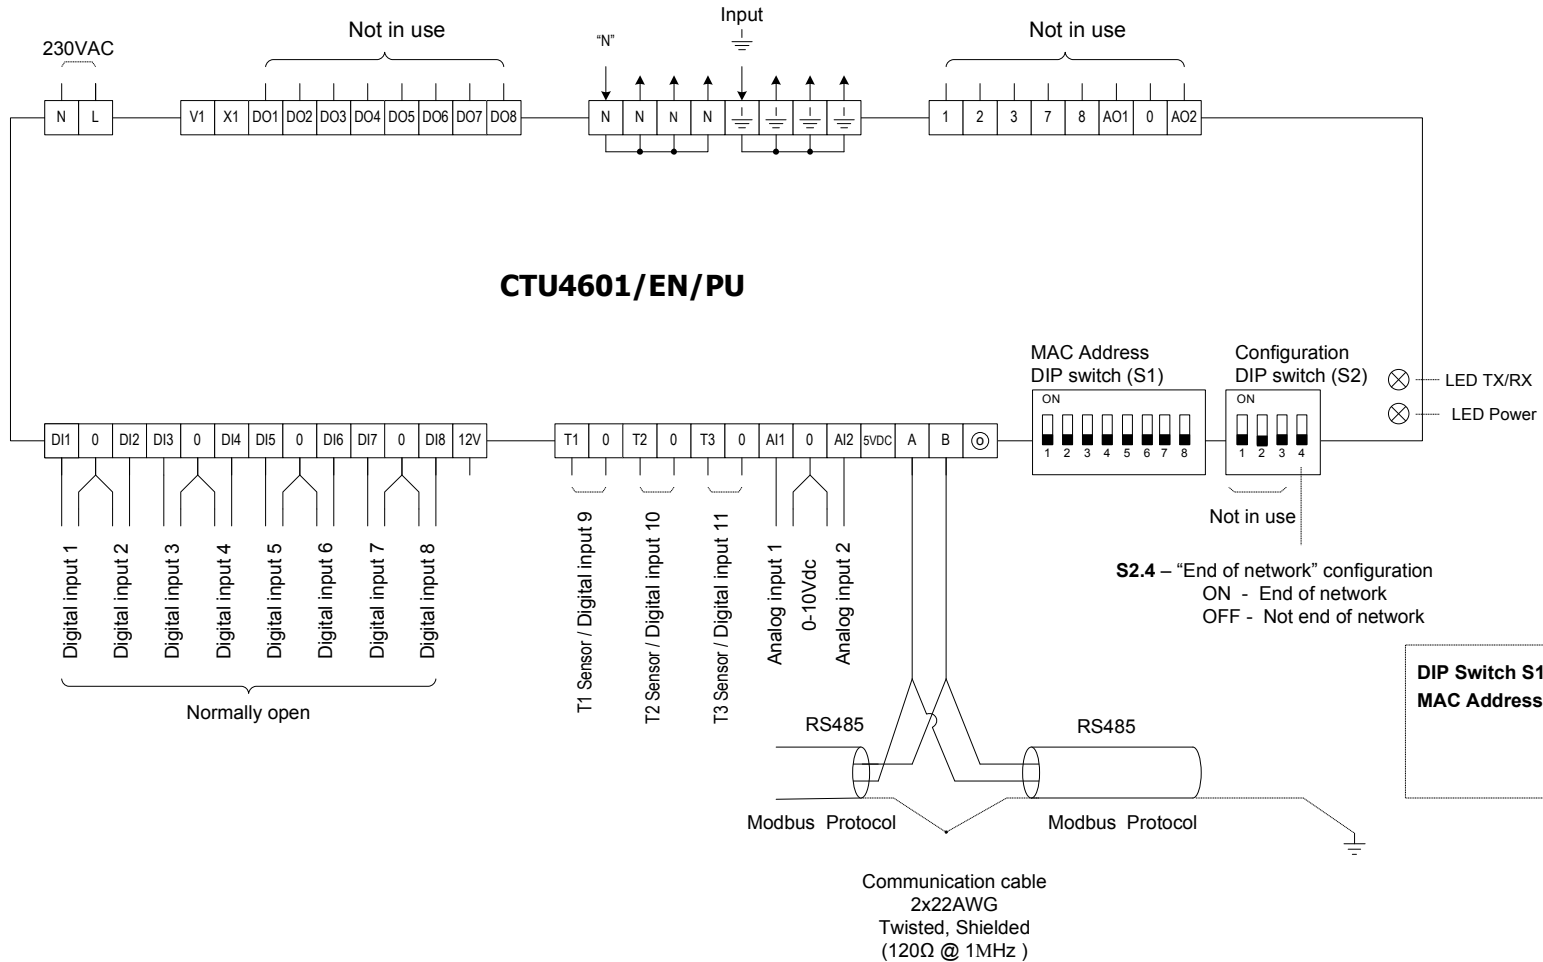 230VAC
Not in use
“N”
Input
Not in use
N L
V1 X1 DO1 DO2 DO3 DO4 DO5 DO6 DO7 DO8
N N N N
1 2 3 7 8 AO1 0 AO2
CTU4601/EN/PU
MAC Address
DIP switch (S1)
ON
1 2 3 4 5 6 7 8
Configuration
DIP switch (S2)
ON
1 2 3 4
LED TX/RX
LED Power
DI1 0 DI2 DI3 0 DI4 DI5 0 DI6 DI7 0 DI8 12V
T1 0 T2 0 T3 0 AI1 0 AI2 5VDC A B
Digital input 1
Digital input 2
Digital input 3
Digital input 4
Digital input 5
Digital input 6
Digital input 7
Digital input 8
Normally open
T1 Sensor / Digital input 9
T2 Sensor / Digital input 10
T3 Sensor / Digital input 11
Analog input 1
0-10Vdc
Analog input 2
Not in use
S2.4 – “End of network” configuration
ON - End of network
OFF - Not end of network
DIP Switch S1
MAC Address
RS485
RS485
Modbus Protocol
Modbus Protocol
Communication cable
2x22AWG
Twisted, Shielded
(120Ω @ 1MHz )